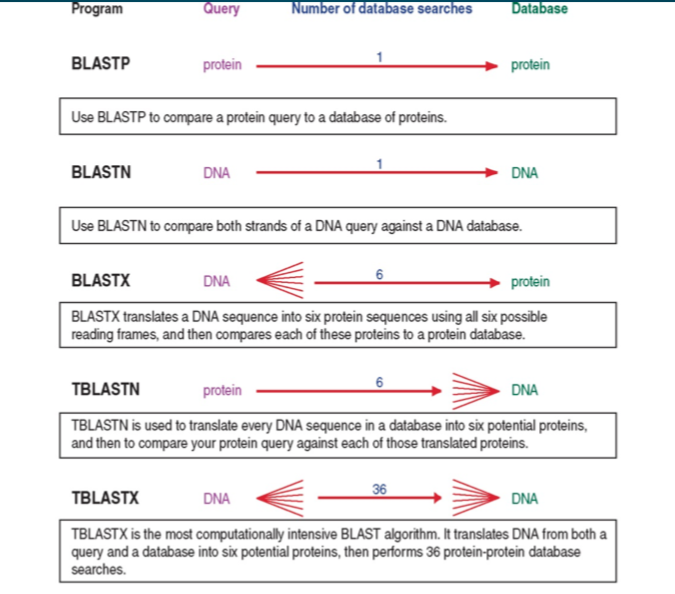 Program Query Number of database searches Database
BLASTP protein 1 protein
Use BLASTP to compare a protein query to a database of proteins.
BLASTN DNA 1 DNA
Use BLASTN to compare both strands of a DNA query against a DNA database.
BLASTX DNA 6 protein
BLASTX translates a DNA sequence into six protein sequences using all six possible
reading frames, and then compares each of these proteins to a protein database.
TBLASTN protein 6 DNA
TBLASTN is used to translate every DNA sequence in a database into six potential proteins,
and then to compare your protein query against each of those translated proteins.
TBLASTX DNA 36 DNA
TBLASTX is the most computationally intensive BLAST algorithm. It translates DNA from both a
query and a database into six potential proteins, then performs 36 protein-protein database
searches.